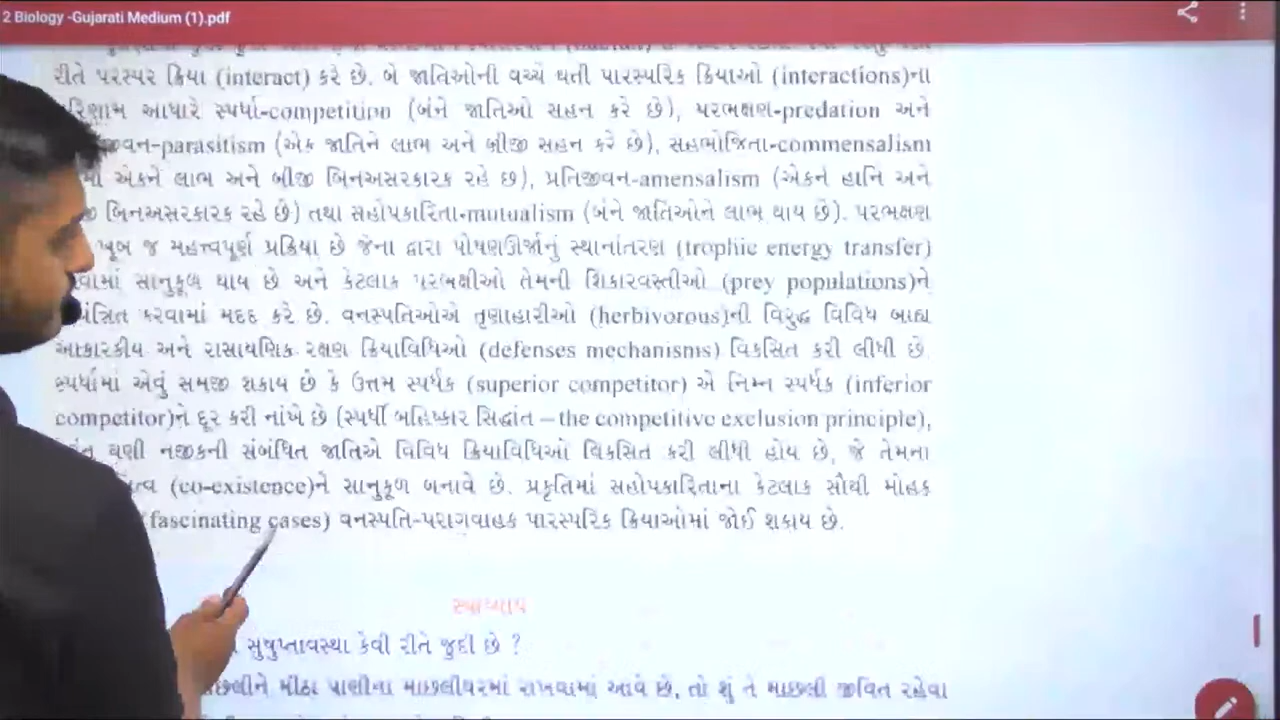 2 Biology -Gujarati Medium (1).pdf
રીતે પરસ્પર ક્રિયા (interact) કરે છે. બે જાતિઓની વચ્ચે થતી પારસ્પરિક ક્રિયાઓ (interactions)ના
આધારે સ્પર્ધા-competition (બંને જાતિઓ સહન કરે છે), પરભક્ષણ-predation અને
-parasitism (એક જાતિને લાભ અને બીજી સહન કરે છે), સહભોજિતા-commensalism
એકને લાભ અને બીજી બિનઅસરકારક રહે છે), પ્રતિજીવન-amensalism (એકને હાનિ અને
બિનઅસરકારક રહે છે) તથા સહોપકારિતા-mutualism (બંને જાતિઓને લાભ થાય છે). પરભક્ષણ
ખૂબ જ મહત્ત્વપૂર્ણ પ્રક્રિયા છે જેના દ્વારા પોષણઊર્જાનું સ્થાનાંતરણ (trophic energy transfer)
સાનુકૂળ થાય છે અને કેટલાક પરભક્ષીઓ તેમની શિકારવસ્તીઓ (prey populations)ને
કરવામાં મદદ કરે છે. વનસ્પતિઓએ તૃણાહારીઓ (herbivorous)ની વિરુદ્ધ વિવિધ બાહ્ય
આકારકીય અને રાસાયણિક રક્ષણ ક્રિયાવિધિઓ (defenses mechanisms) વિકસિત કરી લીધી છે.
સ્પર્ધામાં એવું સમજી શકાય છે કે ઉત્તમ સ્પર્ધક (superior competitor) એ નિમ્ન સ્પર્ધક (inferior
competitor)ને દૂર કરી નાંખે છે (સ્પર્ધી બહિષ્કાર સિદ્ધાંત – the competitive exclusion principle),
ઘણી નજીકની સંબંધિત જાતિએ વિવિધ ક્રિયાવિધિઓ વિકસિત કરી લીધી હોય છે, જે તેમના
(co-existence)ને સાનુકૂળ બનાવે છે. પ્રકૃતિમાં સહોપકારિતાના કેટલાક સૌથી મોહક
(fascinating cases) વનસ્પતિ-પરાગવાહક પારસ્પરિક ક્રિયાઓમાં જોઈ શકાય છે.
સ્વાધ્યાય
સુષુપ્તાવસ્થા કેવી રીતે જુદી છે ?
મીઠા પાણીના માછલીઘરમાં રાખવામાં આવે છે, તો શું તે માછલી જીવિત રહેવા